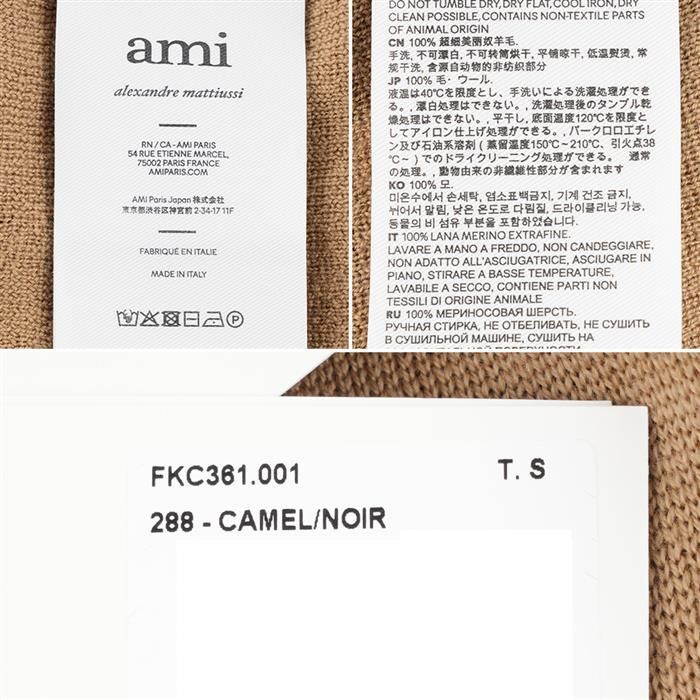 ami
alexandre mattiussi
RN / CA-AMI PARIS
54 RUE ETIENNE MARCEL,
75002 PARIS FRANCE
AMIPARIS.COM
AMI Paris Japan 株式会社
東京都渋谷区神宮前 2-34-17 11F
FABRIQUÉ EN ITALIE
MADE IN ITALY
DO NOT TUMBLE DRY, DRY FLAT, COOL IRON, DRY
CLEAN POSSIBLE, CONTAINS NON-TEXTILE PARTS
OF ANIMAL ORIGIN
CN 100% 超细美丽奴羊毛.
手洗, 不可漂白, 不可转筒烘干, 平铺晾干, 低温熨烫, 常
规干洗, 含源自动物的非纺织部分
JP 100% 毛・ウール.
液温は40℃を限度とし、手洗いによる洗濯処理ができ
る。, 漂白処理はできない。, 洗濯処理後のタンブル乾
燥処理はできない。, 平干し, 底面温度120℃を限度と
してアイロン仕上げ処理ができる。, パークロロエチレ
ン及び石油系溶剤（蒸留温度150℃～210℃、引火点38
℃～）でのドライクリーニング処理ができる。 通常
の処理。, 動物由来の非繊維性部分が含まれます
KO 100% 모.
미온수에서 손세탁, 염소표백금지, 기계 건조 금지,
뉘어서 말림, 낮은 온도로 다림질, 드라이클리닝 가능,
동물의 비 섬유 부분을 포함하였습니다.
IT 100% LANA MERINO EXTRAFINE.
LAVARE A MANO A FREDDO, NON CANDEGGIARE,
NON ADATTO ALL'ASCIUGATRICE, ASCIUGARE IN
PIANO, STIRARE A BASSE TEMPERATURE,
LAVABILE A SECCO, CONTIENE PARTI NON
TESSILI DI ORIGINE ANIMALE
RU 100% МЕРИНОСОВАЯ ШЕРСТЬ.
РУЧНАЯ СТИРКА, НЕ ОТБЕЛИВАТЬ, НЕ СУШИТЬ
В СУШИЛЬНОЙ МАШИНЕ, СУШИТЬ НА
FKC361.001 T. S
288 - CAMEL/NOIR